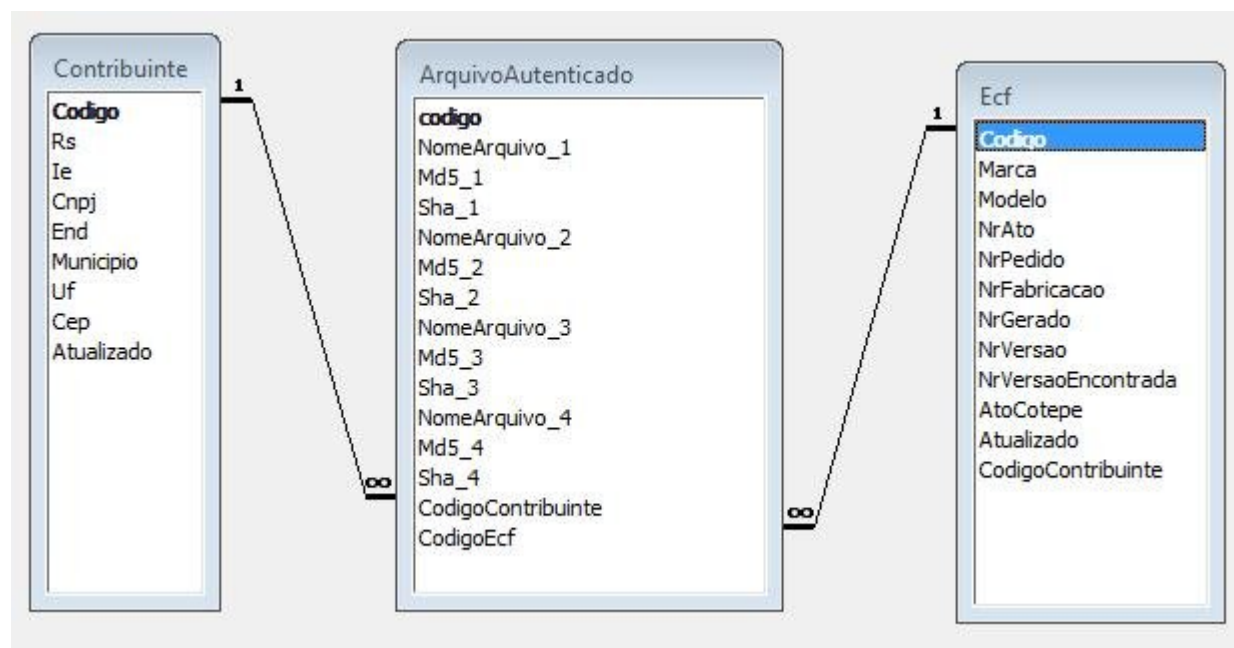 Contribuinte
Codigo
Rs
Ie
Cnpj
End
Municipio
Uf
Cep
Atualizado
1
∞
ArquivoAutenticado
codigo
NomeArquivo_1
Md5_1
Sha_1
NomeArquivo_2
Md5_2
Sha_2
NomeArquivo_3
Md5_3
Sha_3
NomeArquivo_4
Md5_4
Sha_4
CodigoContribuinte
CodigoEcf
1
∞
Ecf
Codigo
Marca
Modelo
NrAto
NrPedido
NrFabricacao
NrGerado
NrVersao
NrVersaoEncontrada
AtoCotepe
Atualizado
CodigoContribuinte